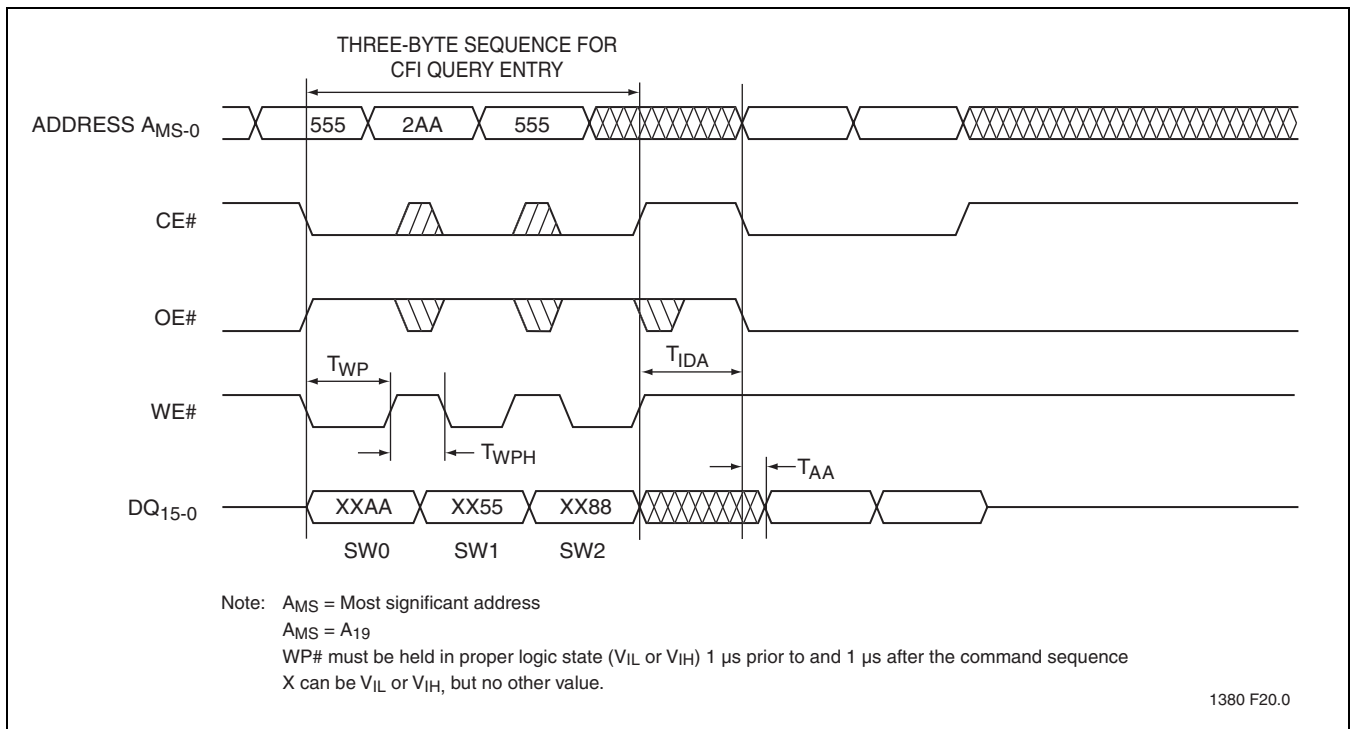 THREE-BYTE SEQUENCE FOR
CFI QUERY ENTRY
ADDRESS AMS-0
555 2AA 555
CE#
OE#
TWP TIDA
WE#
TWPH TAA
DQ15-0
XXAA XX55 XX88
SW0 SW1 SW2
Note: AMS = Most significant address
AMS = A19
WP# must be held in proper logic state (VIL or VIH) 1 µs prior to and 1 µs after the command sequence
X can be VIL or VIH, but no other value.
1380 F20.0